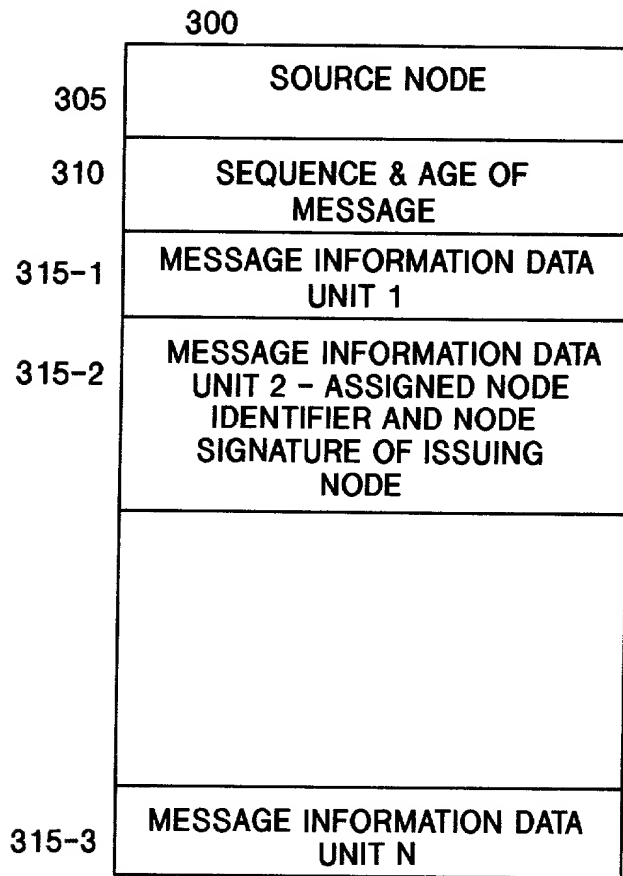 300
305
SOURCE NODE
310
SEQUENCE & AGE OF
MESSAGE
315-1
MESSAGE INFORMATION DATA
UNIT 1
315-2
MESSAGE INFORMATION DATA
UNIT 2 - ASSIGNED NODE
IDENTIFIER AND NODE
SIGNATURE OF ISSUING
NODE
315-3
MESSAGE INFORMATION DATA
UNIT N